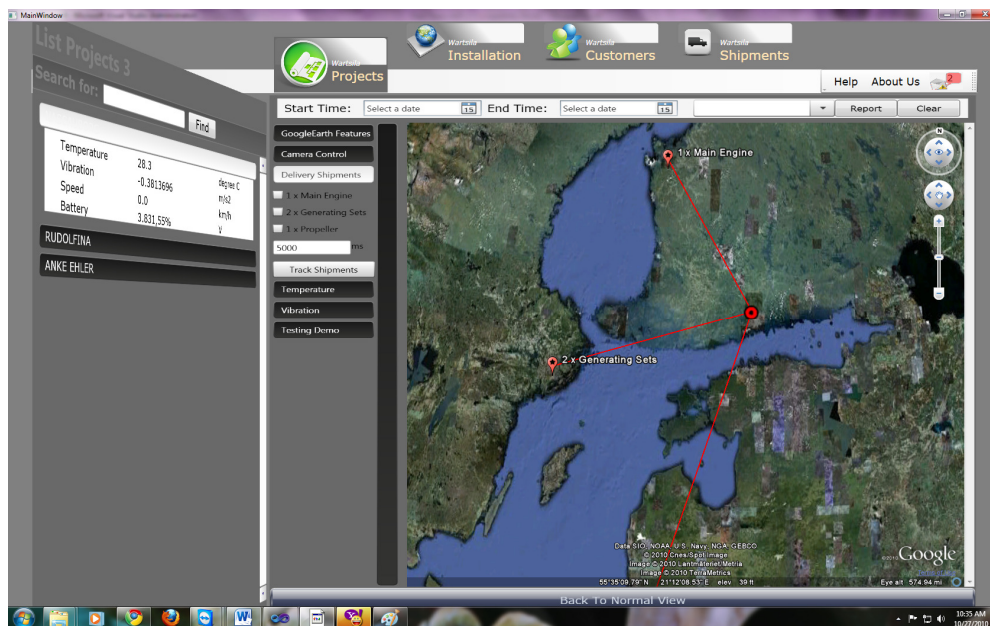 MainWindow
List Projects 3
Search for:
Find
Temperature 28.3 degree C
Vibration -0.3813696 m/s2
Speed 0.0 km/h
Battery 3.831,55% V
RUDOLFINA
ANKE EHLER
Wartsila
Projects
Wartsila
Installation
Wartsila
Customers
Wartsila
Shipments
Help About Us 2
Start Time: Select a date 15 End Time: Select a date 15 Report Clear
GoogleEarth Features
Camera Control
Delivery Shipments
1 x Main Engine
2 x Generating Sets
1 x Propeller
5000 ms
Track Shipments
Temperature
Vibration
Testing Demo
N
1 x Main Engine
2 x Generating Sets
Data SIO, NOAA, U.S. Navy, NGA, GEBCO
© 2010 Cnes/Spot Image
Image © 2010 Lantmäteriet/Metria
Image © 2010 TerraMetrics
©2010 Google
55°35'09.79" N 21°12'08.53" E elev 39 ft
Eye alt 574.94 mi
Back To Normal View
10:35 AM
10/27/2010